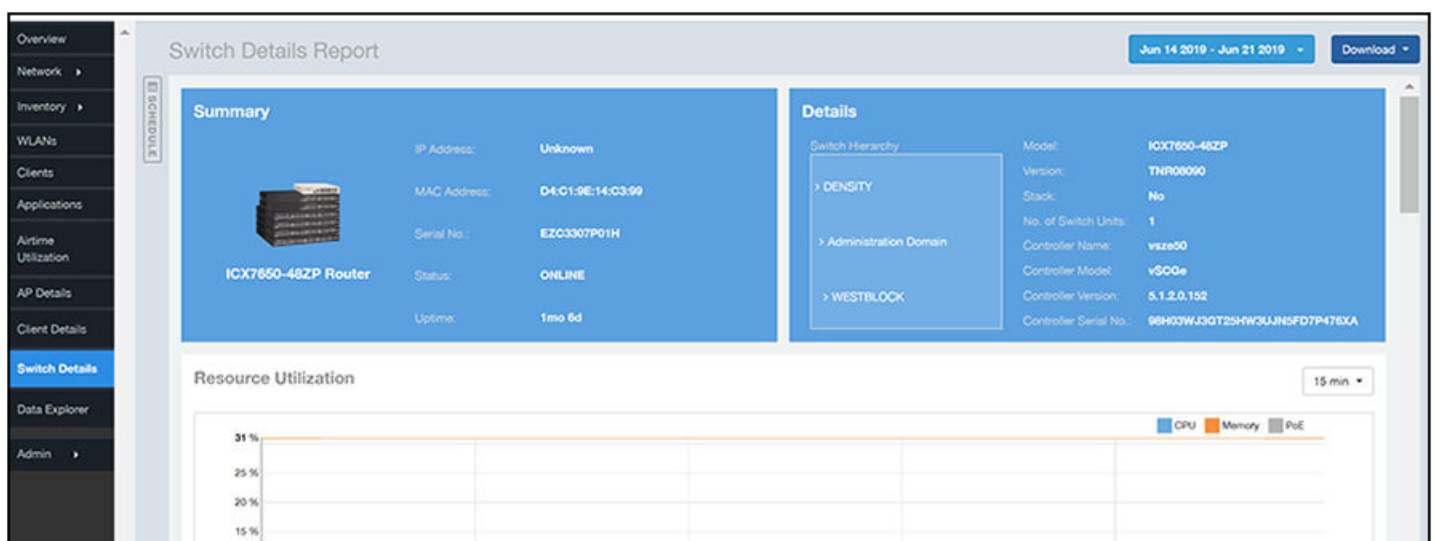 Overview
Network
Inventory
WLANs
Clients
Applications
Airtime
Utilization
AP Details
Client Details
Switch Details
Data Explorer
Admin
SCHEDULE
Switch Details Report
Jun 14 2019 - Jun 21 2019
Download
Summary
ICX7650-48ZP Router
IP Address: Unknown
MAC Address: D4:C1:9E:14:C3:99
Serial No.: EZC3307P01H
Status: ONLINE
Uptime: 1mo 6d
Details
Switch Hierarchy
> DENSITY
> Administration Domain
> WESTBLOCK
Model: ICX7650-48ZP
Version: TNR08090
Stack: No
No. of Switch Units: 1
Controller Name: vsze50
Controller Model: vSCGe
Controller Version: 5.1.2.0.152
Controller Serial No.: 98H03WJ3GT25HW3UJN5FD7P476XA
Resource Utilization
15 min
CPU Memory PoE
31 %
25 %
20 %
15 %